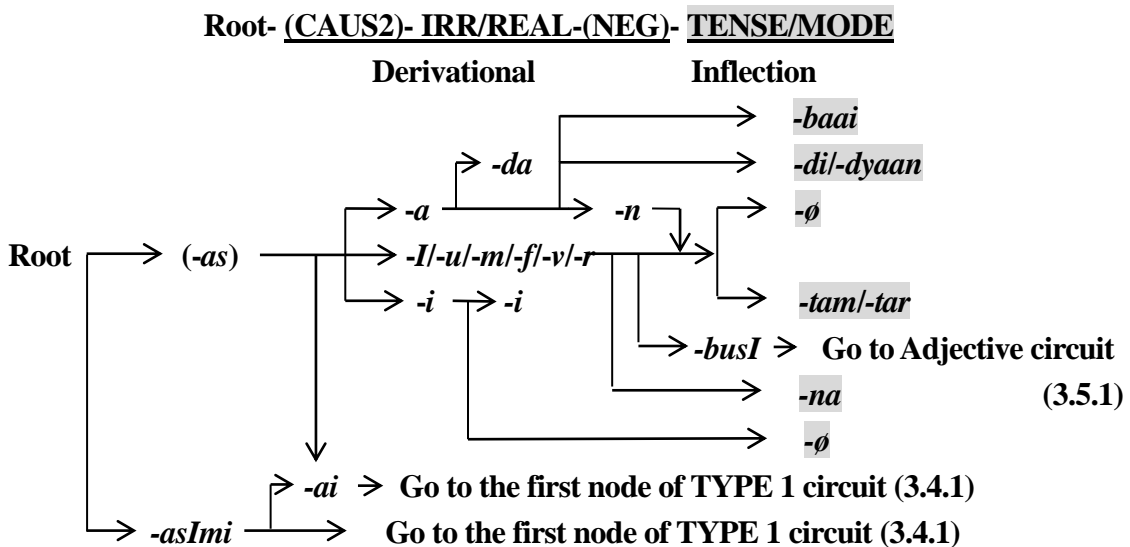 Root- (CAUS2)- IRR/REAL-(NEG)- TENSE/MODE
Derivational Inflection
-baai
-da -di/-dyaan
-a -n -ø
Root (-as) -I/-u/-m/-f/-v/-r
-i -i
-tam/-tar
-busI Go to Adjective circuit
-na (3.5.1)
-ø
-ai Go to the first node of TYPE 1 circuit (3.4.1)
-asImi Go to the first node of TYPE 1 circuit (3.4.1)